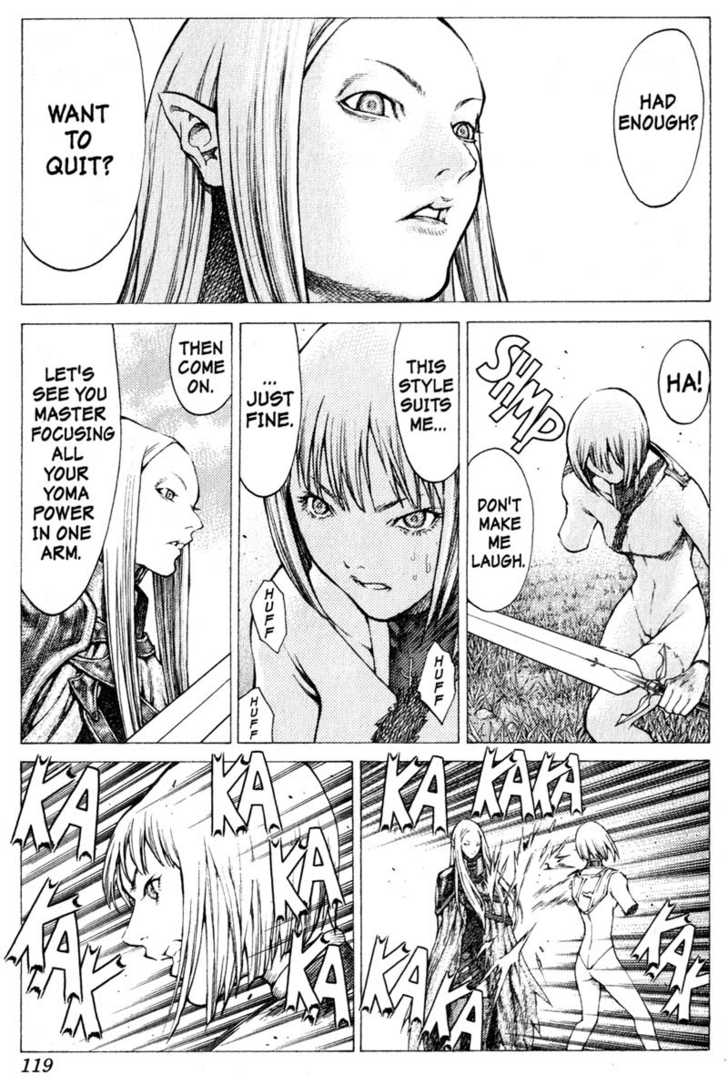 HAD
ENOUGH?
WANT
TO
QUIT?
HA!
SHMP
DON'T
MAKE
ME
LAUGH.
THIS
STYLE
SUITS
ME...
...
JUST
FINE.
HUFF
HUFF
HUFF
THEN
COME
ON.
LET'S
SEE YOU
MASTER
FOCUSING
ALL
YOUR
YOMA
POWER
IN ONE
ARM.
KA
KAKA
KAK
KA
KA
KA
KA
KA
KA
KA
KAK
AK
119